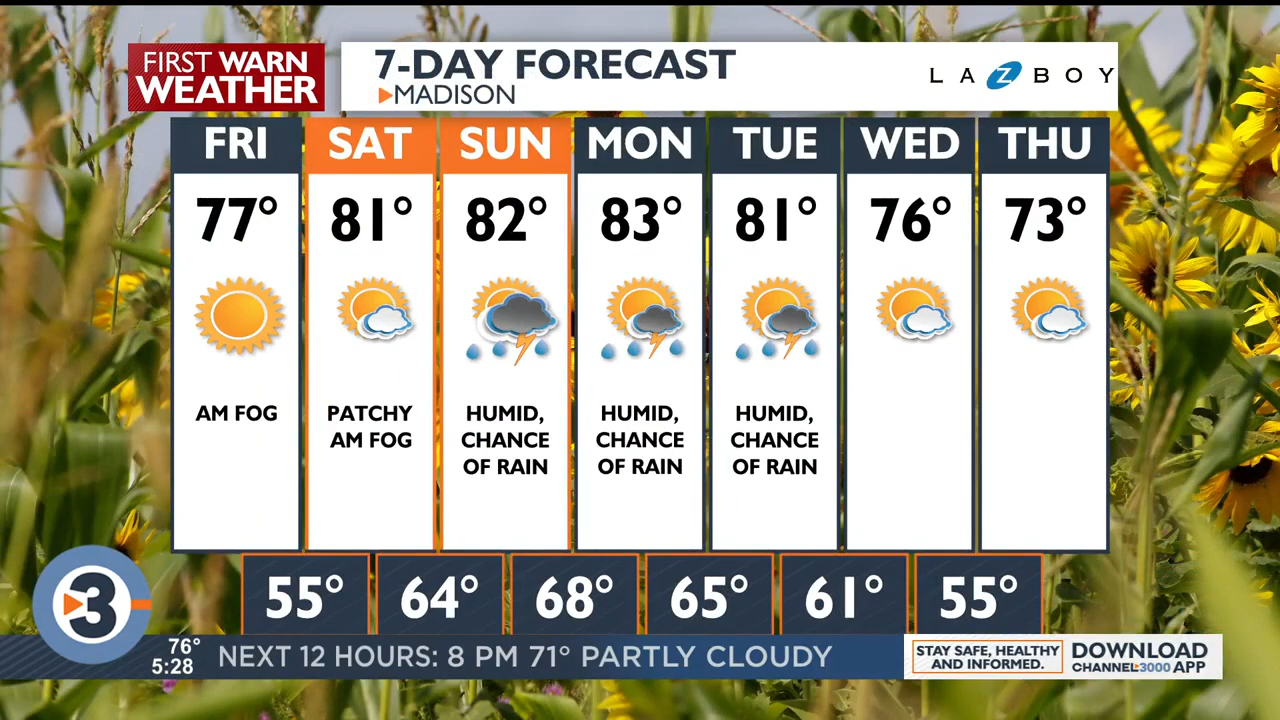 FIRST WARN
WEATHER
7-DAY FORECAST
MADISON
LA Z BOY
FRI SAT SUN MON TUE WED THU
77° 81° 82° 83° 81° 76° 73°
AM FOG
PATCHY
AM FOG
HUMID,
CHANCE
OF RAIN
HUMID,
CHANCE
OF RAIN
HUMID,
CHANCE
OF RAIN
55° 64° 68° 65° 61° 55°
3
76°
5:28
NEXT 12 HOURS: 8 PM 71° PARTLY CLOUDY
STAY SAFE, HEALTHY
AND INFORMED.
DOWNLOAD
CHANNEL3000 APP